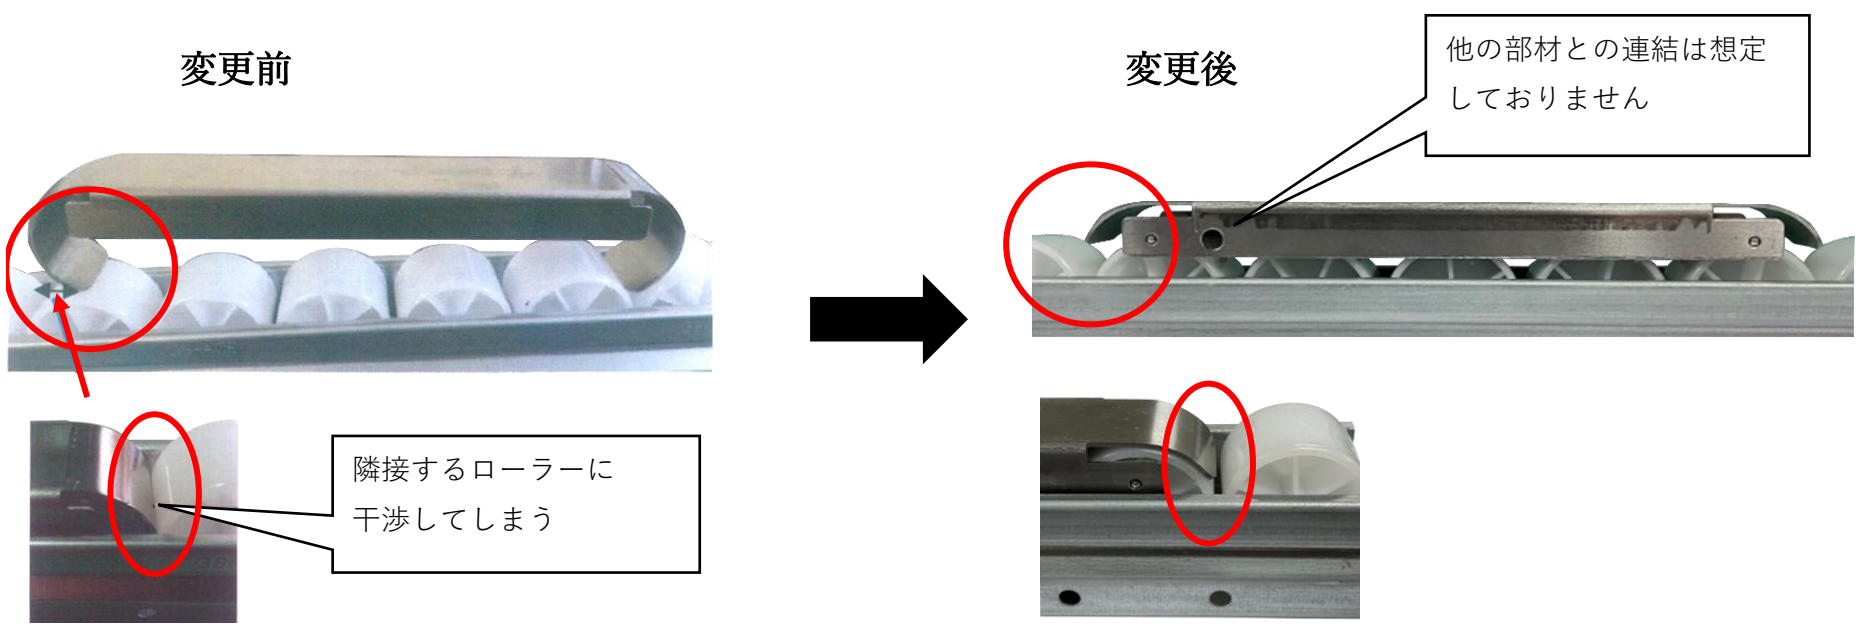 変更前
変更後
他の部材との連結は想定
しておりません
隣接するローラーに
干渉してしまう